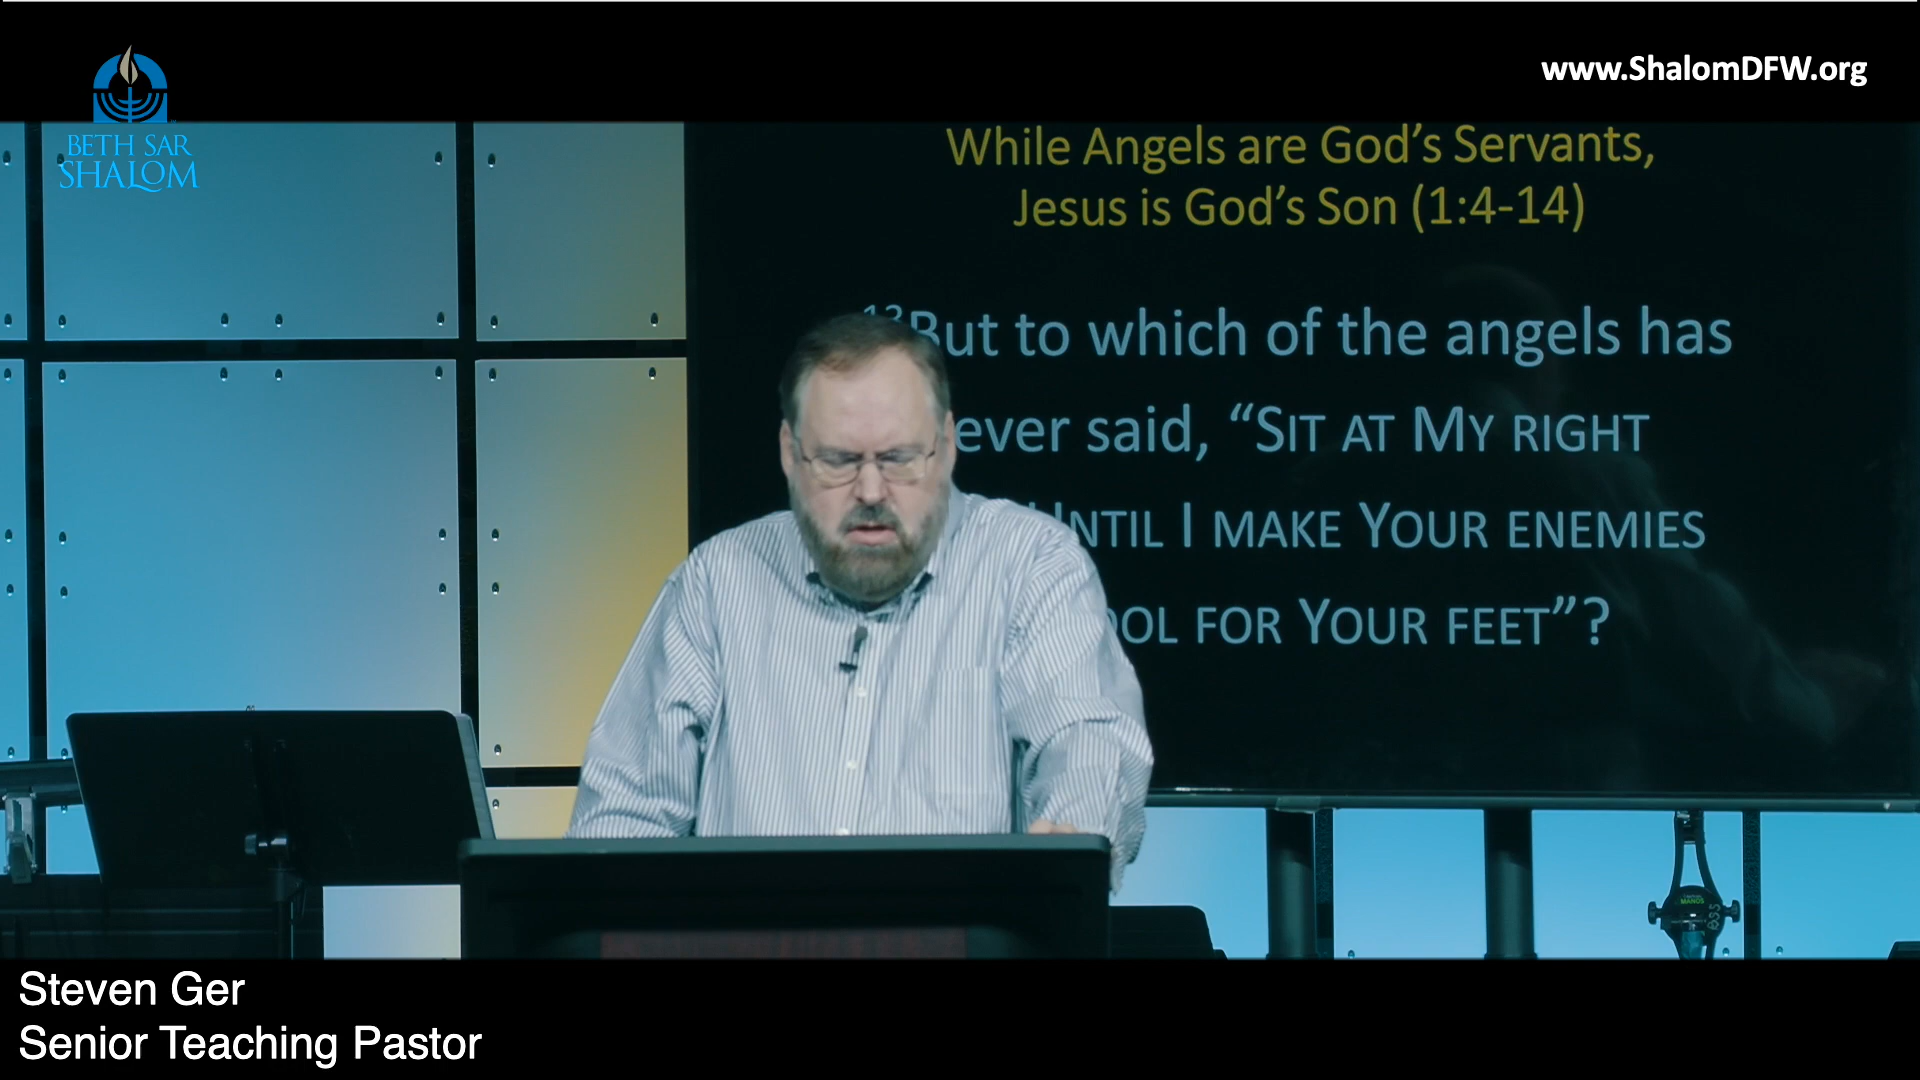 www.ShalomDFW.org
BETH SAR
SHALOM
While Angels are God’s Servants,
Jesus is God’s Son (1:4-14)
But to which of the angels has
ever said, “SIT AT MY RIGHT
UNTIL I MAKE YOUR ENEMIES
FOR YOUR FEET”?
Steven Ger
Senior Teaching Pastor